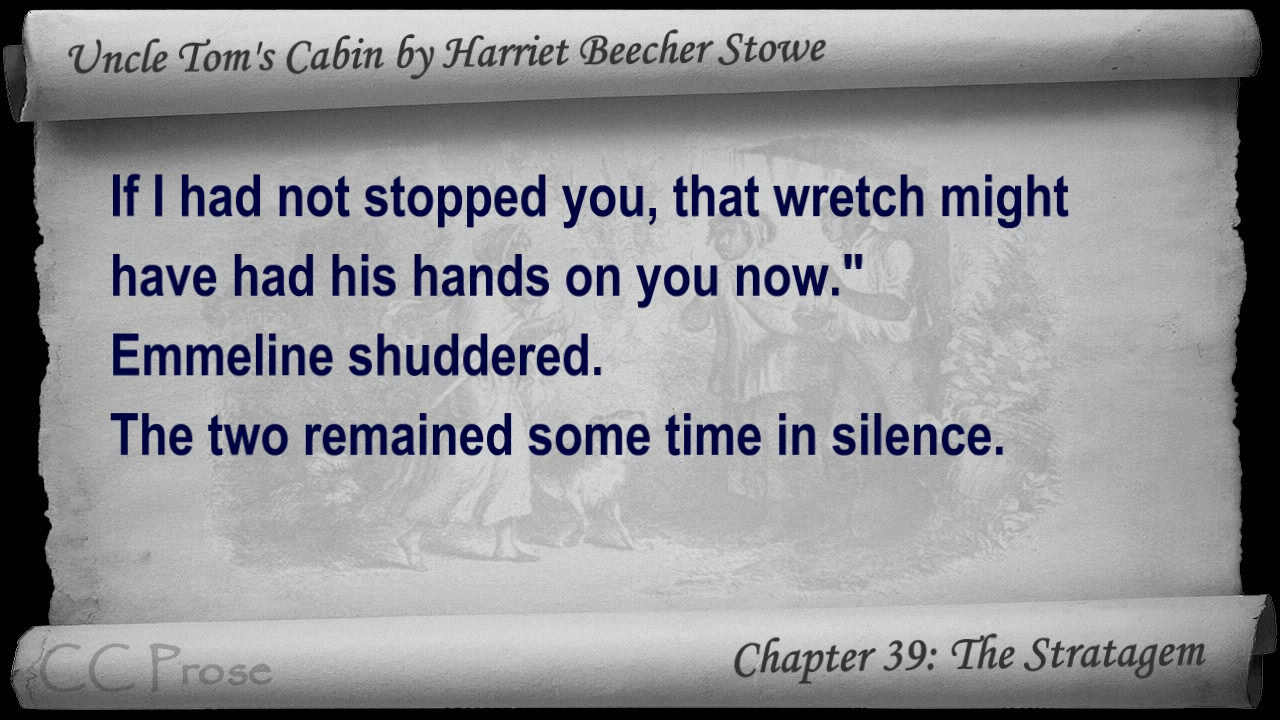 Uncle Tom's Cabin by Harriet Beecher Stowe
If I had not stopped you, that wretch might
have had his hands on you now."
Emmeline shuddered.
The two remained some time in silence.
CC Prose
Chapter 39: The Stratagem